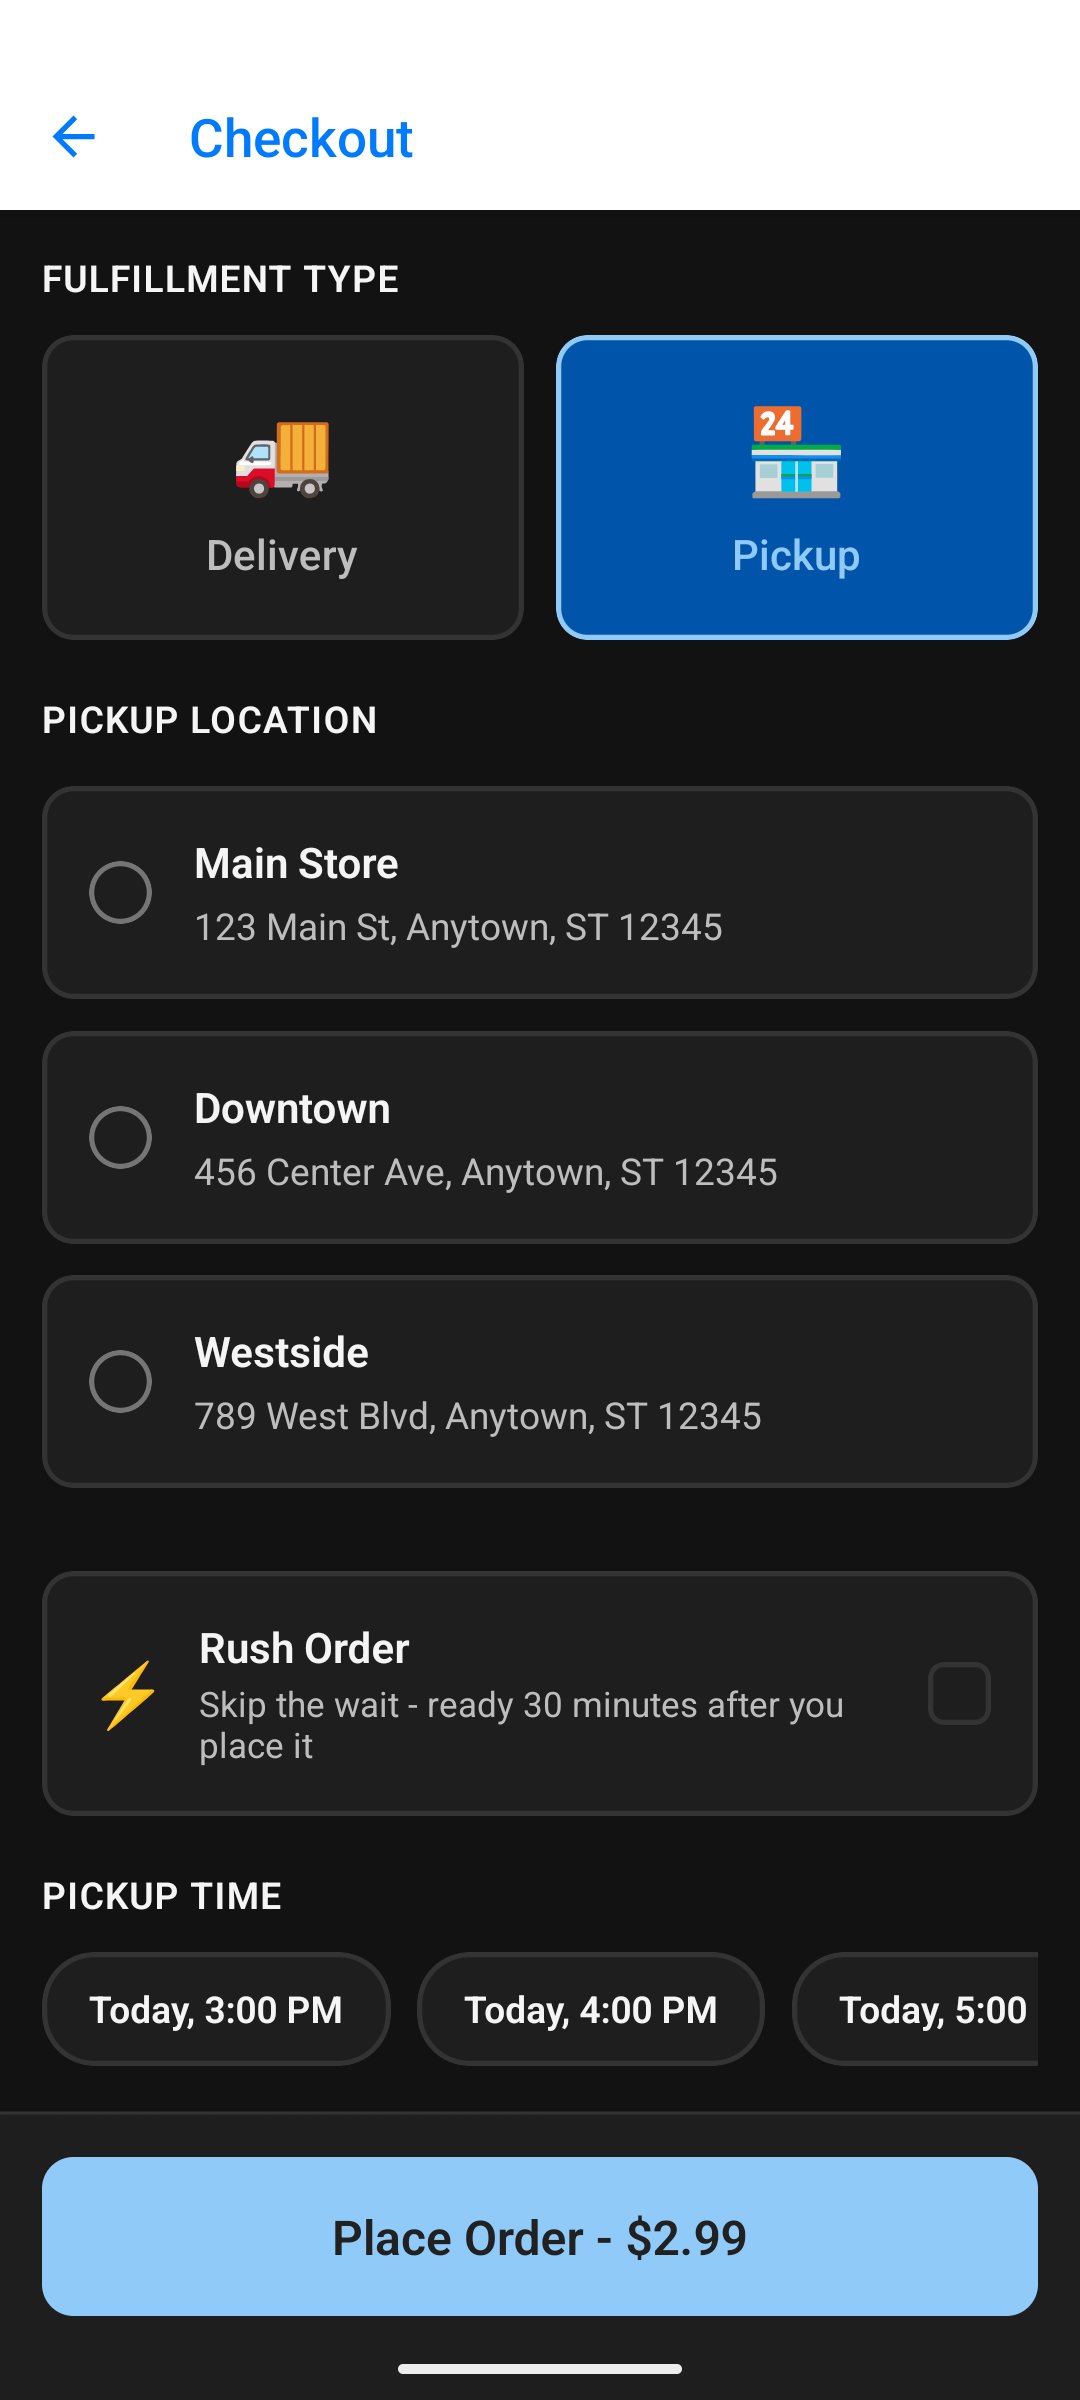 Checkout
FULFILLMENT TYPE
24
Delivery
Pickup
PICKUP LOCATION
Main Store
123 Main St, Anytown, ST 12345
Downtown
456 Center Ave, Anytown, ST 12345
Westside
789 West Blvd, Anytown, ST 12345
Rush Order
Skip the wait - ready 30 minutes after you
place it
PICKUP TIME
Today, 3:00 PM
Today, 4:00 PM
Today, 5:00
Place Order - $2.99